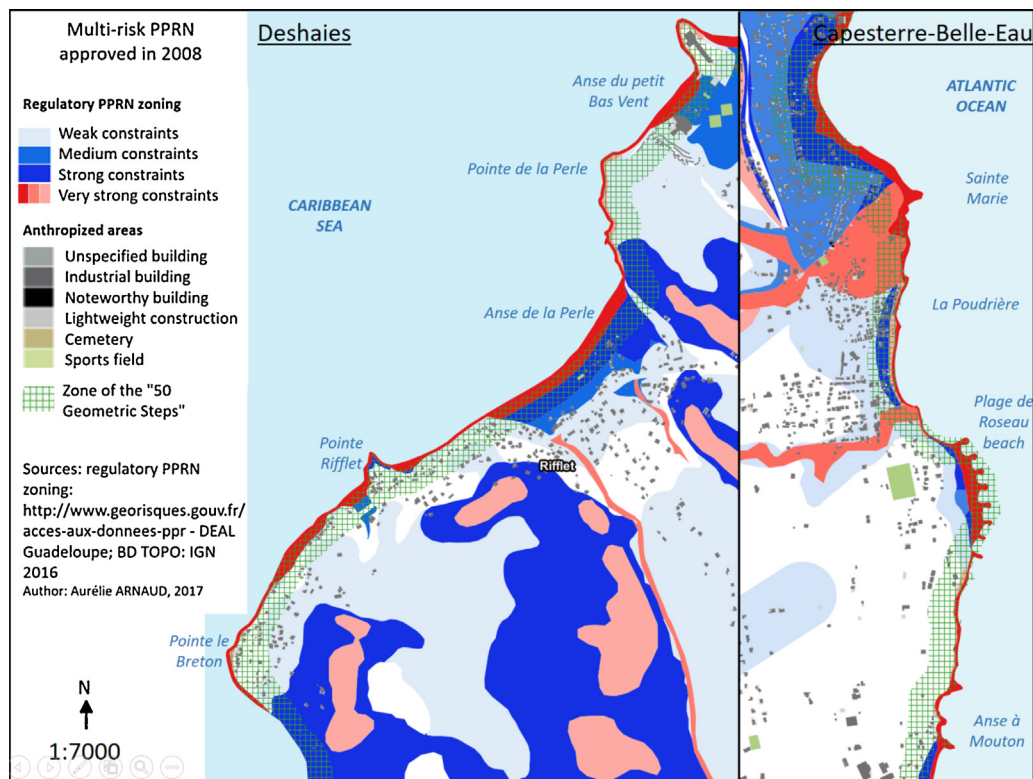 Multi-risk PPRN
approved in 2008
Regulatory PPRN zoning
Weak constraints
Medium constraints
Strong constraints
Very strong constraints
Anthropized areas
Unspecified building
Industrial building
Noteworthy building
Lightweight construction
Cemetery
Sports field
Zone of the "50
Geometric Steps"
Sources: regulatory PPRN
zoning:
http://www.georisques.gouv.fr/
acces-aux-donnees-ppr - DEAL
Guadeloupe; BD TOPO: IGN
2016
Author: Aurélie ARNAUD, 2017
N
1:7000
Deshaies
Anse du petit
Bas Vent
Pointe de la Perle
CARIBBEAN
SEA
Anse de la Perle
Pointe
Rifflet
Rifflet
Pointe le
Breton
Capesterre-Belle-Eau
ATLANTIC
OCEAN
Sainte
Marie
La Poudrière
Plage de
Roseau
beach
Anse à
Mouton